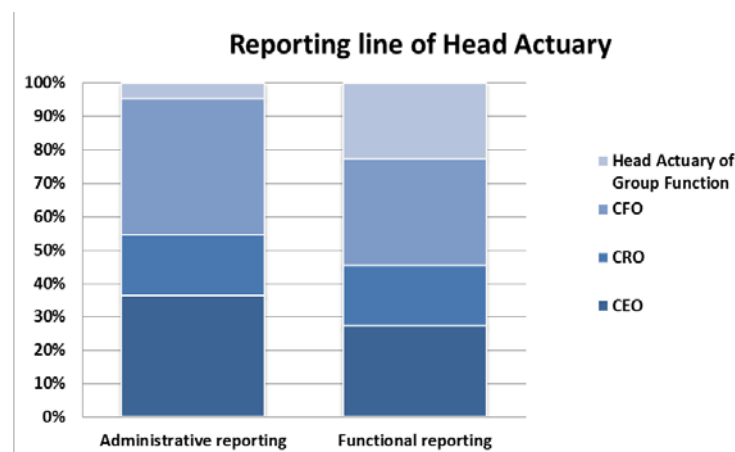 Reporting line of Head Actuary
100%
90%
80%
70%
60%
50%
40%
30%
20%
10%
0%
Administrative reporting
Functional reporting
Head Actuary of
Group Function
CFO
CRO
CEO